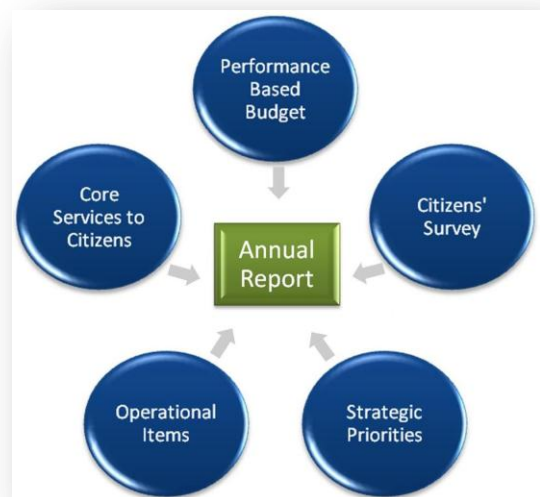 Performance
Based
Budget
Core
Services to
Citizens
Citizens'
Survey
Annual
Report
Operational
Items
Strategic
Priorities